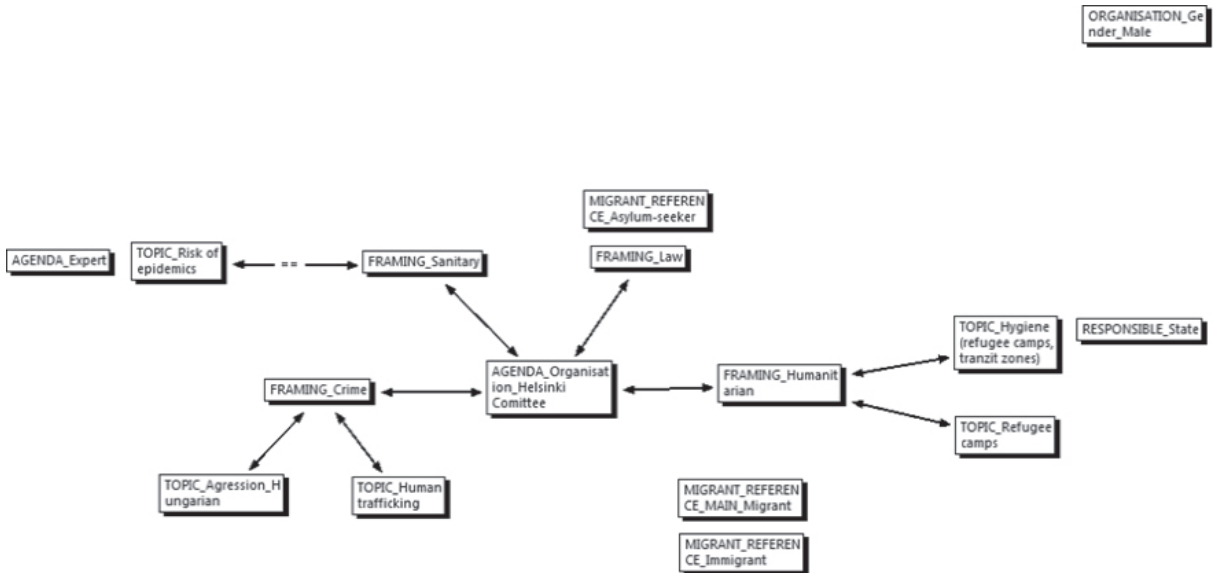 ORGANISATION_Ge
nder_Male
MIGRANT_REFEREN
CE_Asylum-seeker
AGENDA_Expert
TOPIC_Risk of
epidemics
==
FRAMING_Sanitary
FRAMING_Law
TOPIC_Hygiene
(refugee camps,
tranzit zones)
RESPONSIBLE_State
FRAMING_Crime
AGENDA_Organisat
ion_Helsinki
Comittee
FRAMING_Humanit
arian
TOPIC_Refugee
camps
TOPIC_Agression_H
ungarian
TOPIC_Human
trafficking
MIGRANT_REFEREN
CE_MAIN_Migrant
MIGRANT_REFEREN
CE_Immigrant